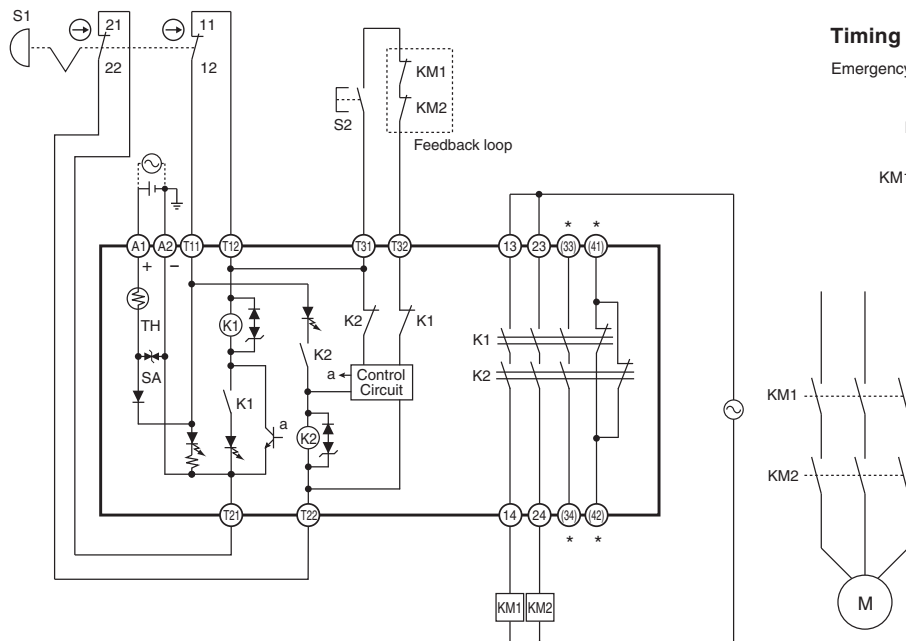 S1
21
11
22
12
Timing
Emergency
KM1
KM2
S2
Feedback loop
KM1
A1
A2
T11
T12
T31
T32
13
23
(33)
(41)
*
*
+
−
TH
SA
K1
K2
K2
K1
a
Control
Circuit
K1
a
K2
K1
K2
KM1
KM2
T21
T22
14
24
(34)
(42)
*
*
KM1
KM2
M